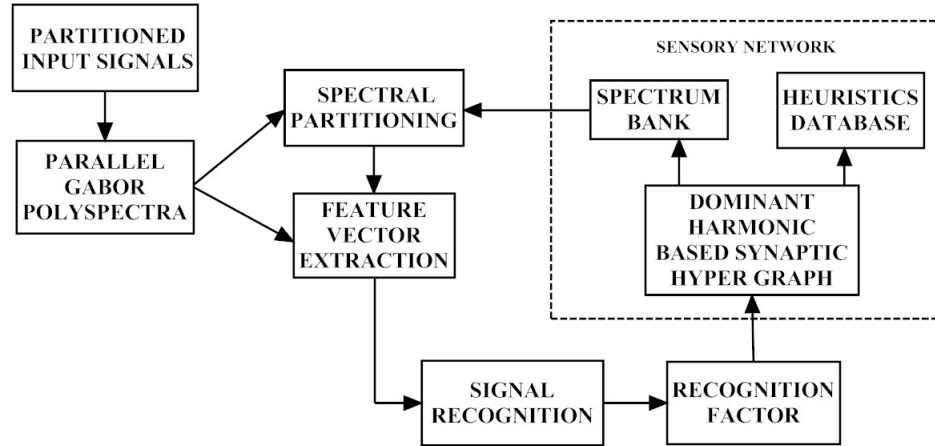 PARTITIONED
INPUT SIGNALS
PARALLEL
GABOR
POLYSPECTRA
SPECTRAL
PARTITIONING
FEATURE
VECTOR
EXTRACTION
SENSORY NETWORK
SPECTRUM
BANK
HEURISTICS
DATABASE
DOMINANT
HARMONIC
BASED SYNAPTIC
HYPER GRAPH
SIGNAL
RECOGNITION
RECOGNITION
FACTOR